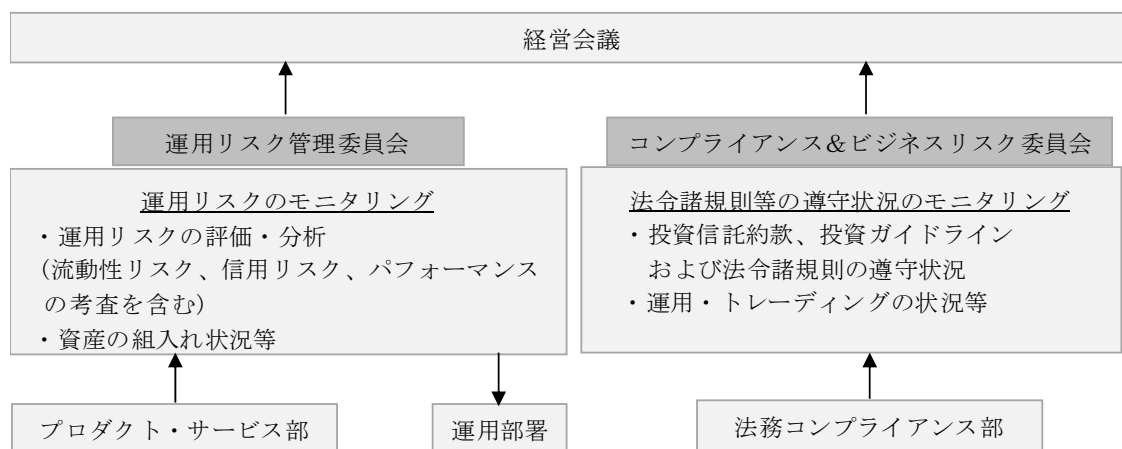 経営会議
運用リスク管理委員会
運用リスクのモニタリング
・運用リスクの評価・分析
(流動性リスク、信用リスク、パフォーマンス
の考査を含む)
・資産の組入れ状況等
コンプライアンス&ビジネスリスク委員会
法令諸規則等の遵守状況のモニタリング
・投資信託約款、投資ガイドライン
および法令諸規則の遵守状況
・運用・トレーディングの状況等
プロダクト・サービス部
運用部署
法務コンプライアンス部